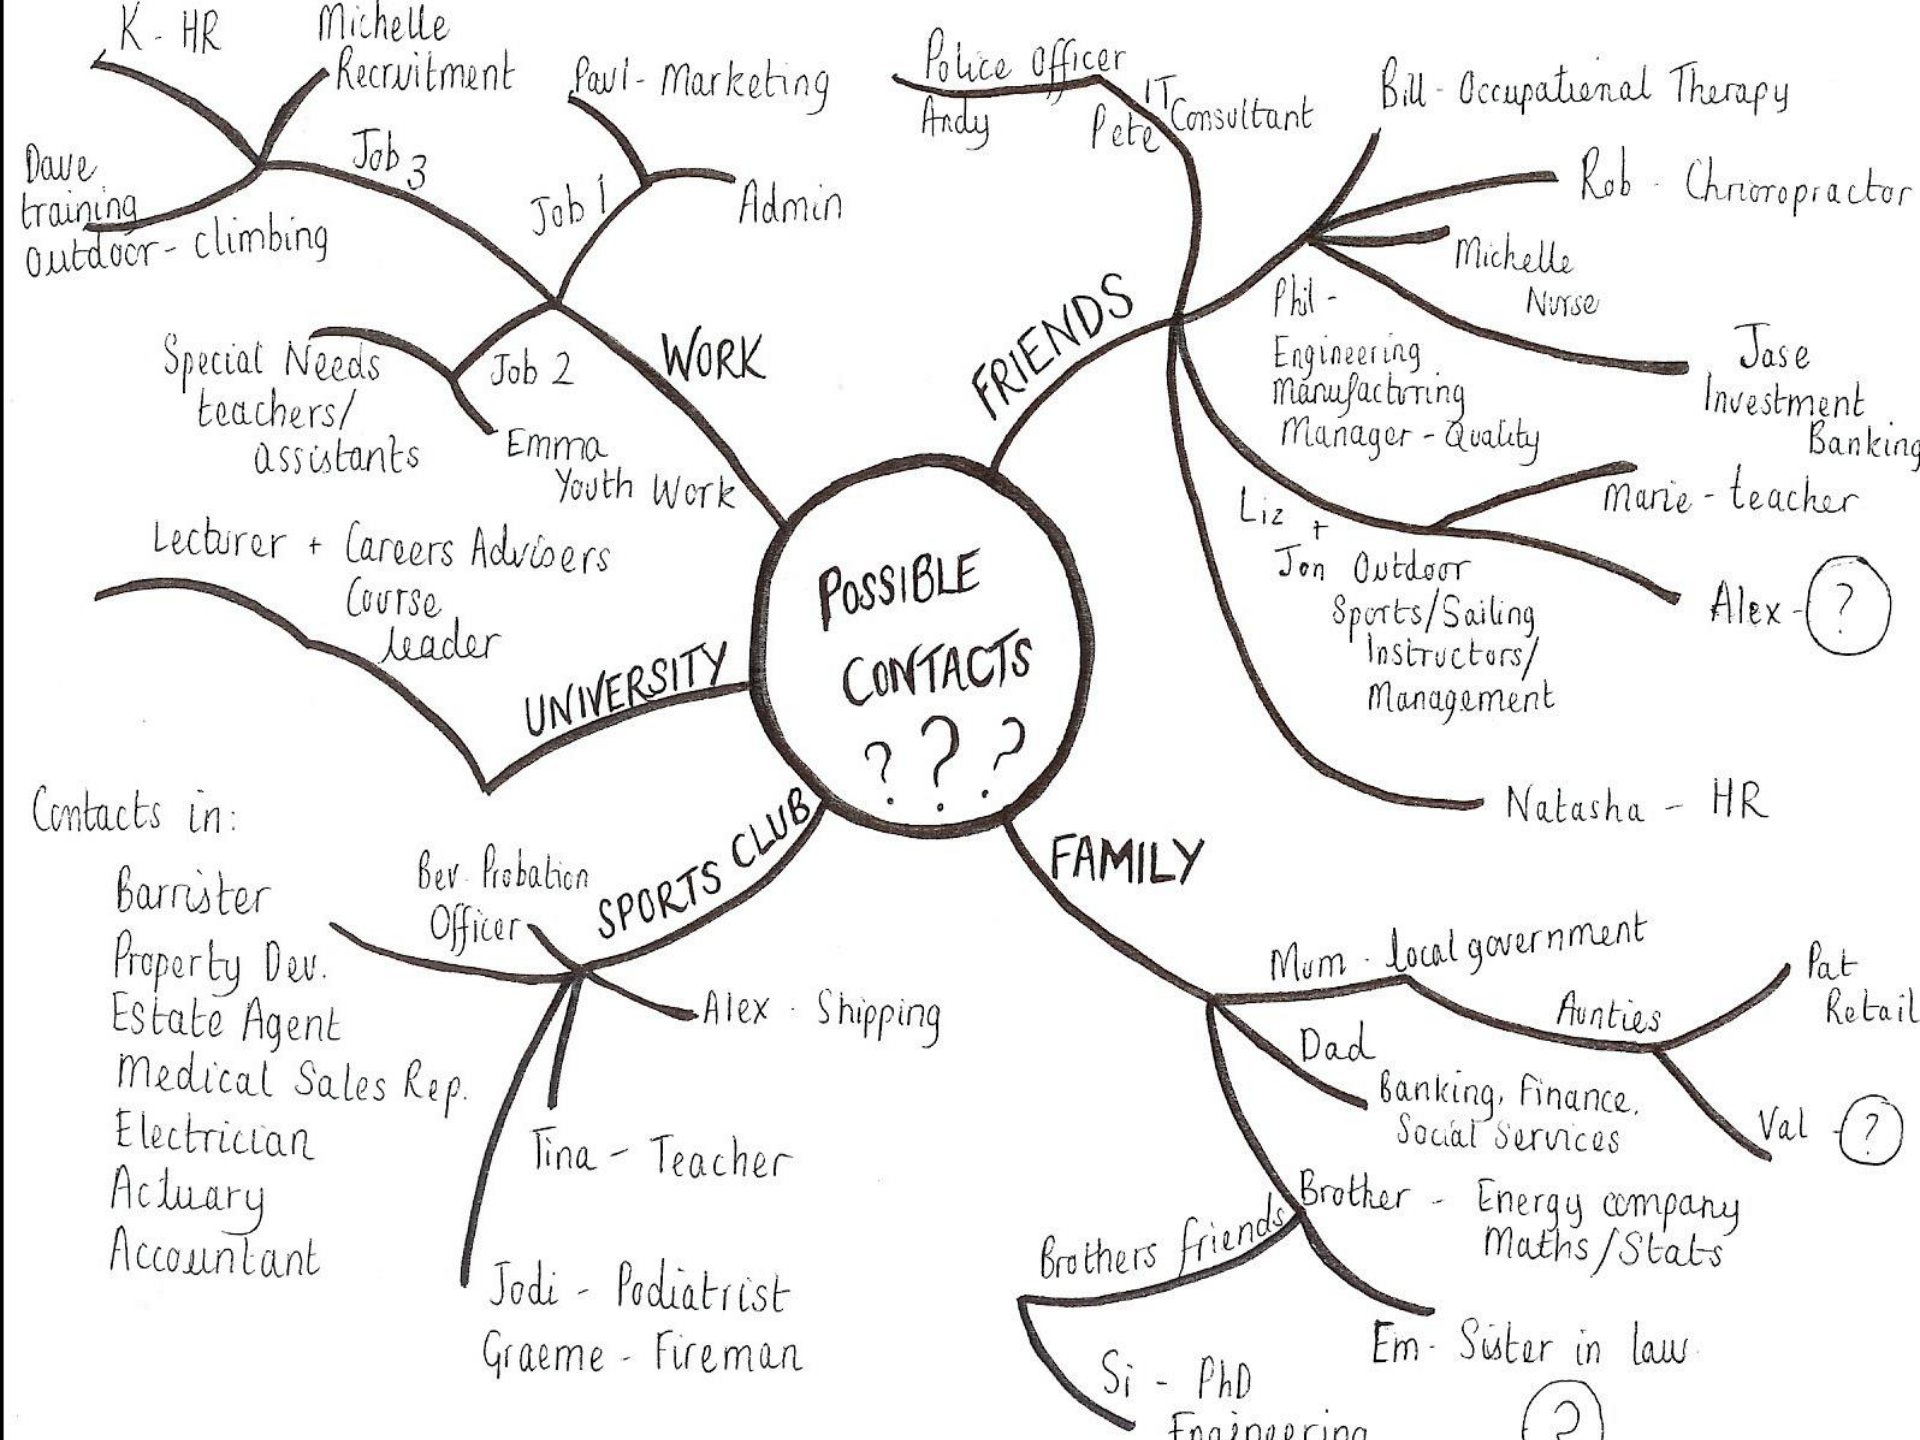 K - HR
Michelle
Recruitment
Dave
training
Outdoor - climbing
Job 3
Paul - Marketing
Job 1
Admin
WORK
Job 2
Special Needs
teachers/
assistants
Emma
Youth Work
Lecturer + Careers Advisers
Course
leader
UNIVERSITY
POSSIBLE
CONTACTS
? ? ?
Police Officer
Andy
IT
Pete Consultant
FRIENDS
Bill - Occupational Therapy
Rob - Chrioropractor
Michelle
Nurse
Jase
Investment
Banking
Phil -
Engineering
Manufacturing
Manager - Quality
Liz +
Jon Outdoor
Sports/Sailing
Instructors/
Management
Marie - teacher
Alex - ?
Natasha - HR
SPORTS CLUB
Contacts in:
Barrister
Property Dev.
Estate Agent
Medical Sales Rep.
Electrician
Actuary
Accountant
Bev - Probation
Officer
Alex - Shipping
Tina - Teacher
Jodi - Podiatrist
Graeme - Fireman
FAMILY
Mum - local government
Aunties
Pat
Retail
Val - ?
Dad
Banking, Finance,
Social Services
Brother - Energy company
Maths/Stats
Brothers friends
Si - PhD
Engineering
Em - Sister in law
?